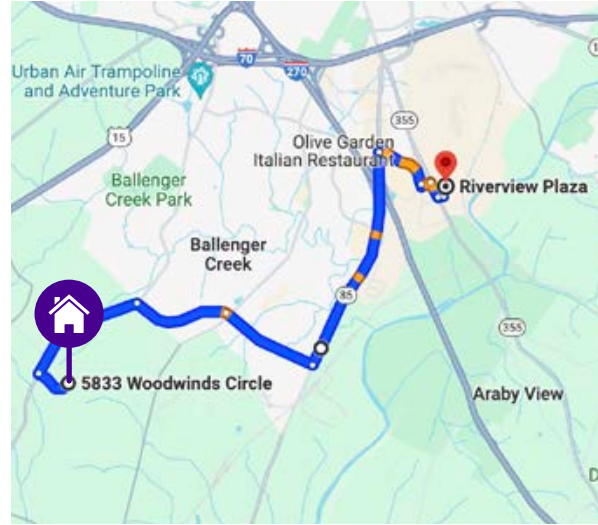 70
270
Urban Air Trampoline
and Adventure Park
15
355
Olive Garden
Italian Restaurant
Riverview Plaza
Ballenger
Creek Park
Ballenger
Creek
85
355
5833 Woodwinds Circle
Araby View
D